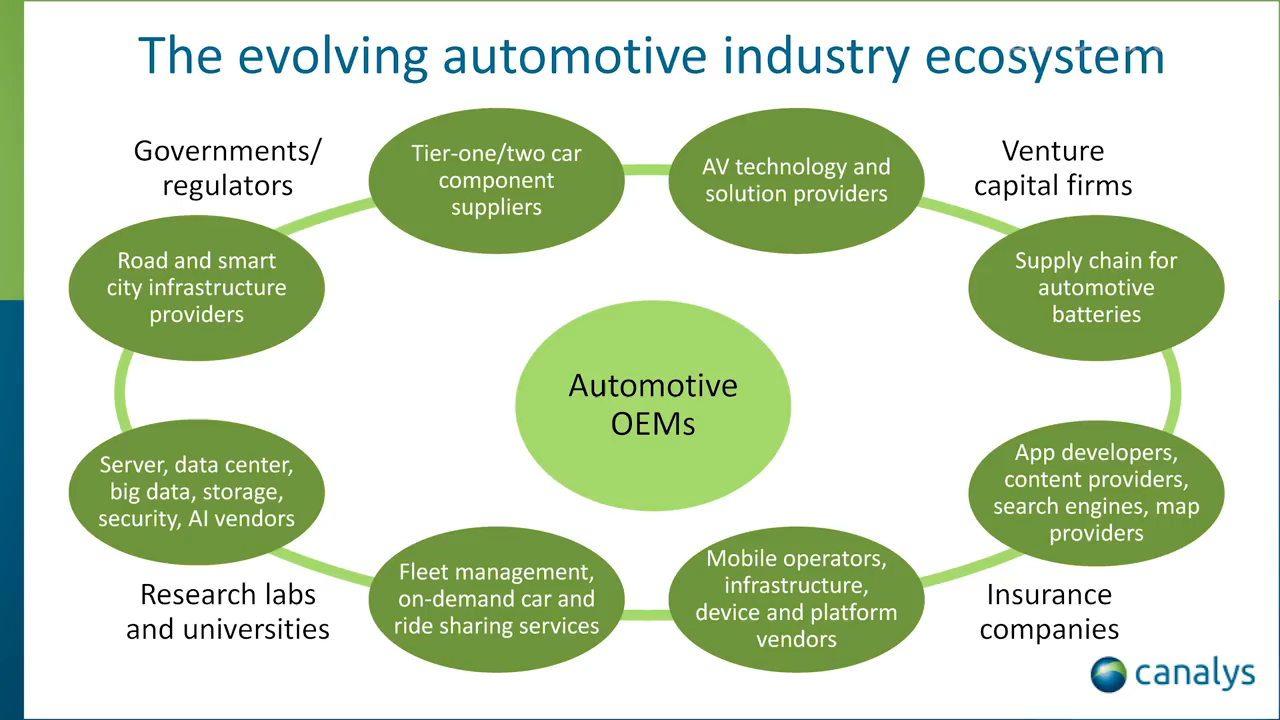 The evolving automotive industry ecosystem
Governments/
regulators
Tier-one/two car
component
suppliers
AV technology and
solution providers
Venture
capital firms
Road and smart
city infrastructure
providers
Supply chain for
automotive
batteries
Automotive
OEMs
Server, data center,
big data, storage,
security, AI vendors
App developers,
content providers,
search engines, map
providers
Fleet management,
on-demand car and
ride sharing services
Mobile operators,
infrastructure,
device and platform
vendors
Research labs
and universities
Insurance
companies
canalys